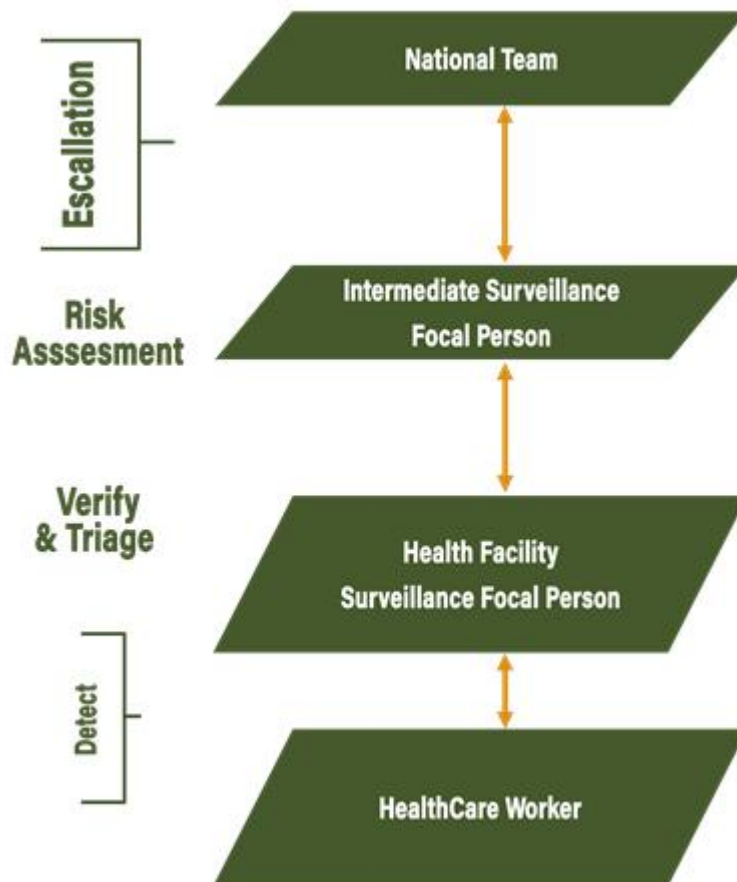 National Team
Escallation
Intermediate Surveillance
Focal Person
Risk
Asssesment
Verify
& Triage
Health Facility
Surveillance Focal Person
Detect
HealthCare Worker